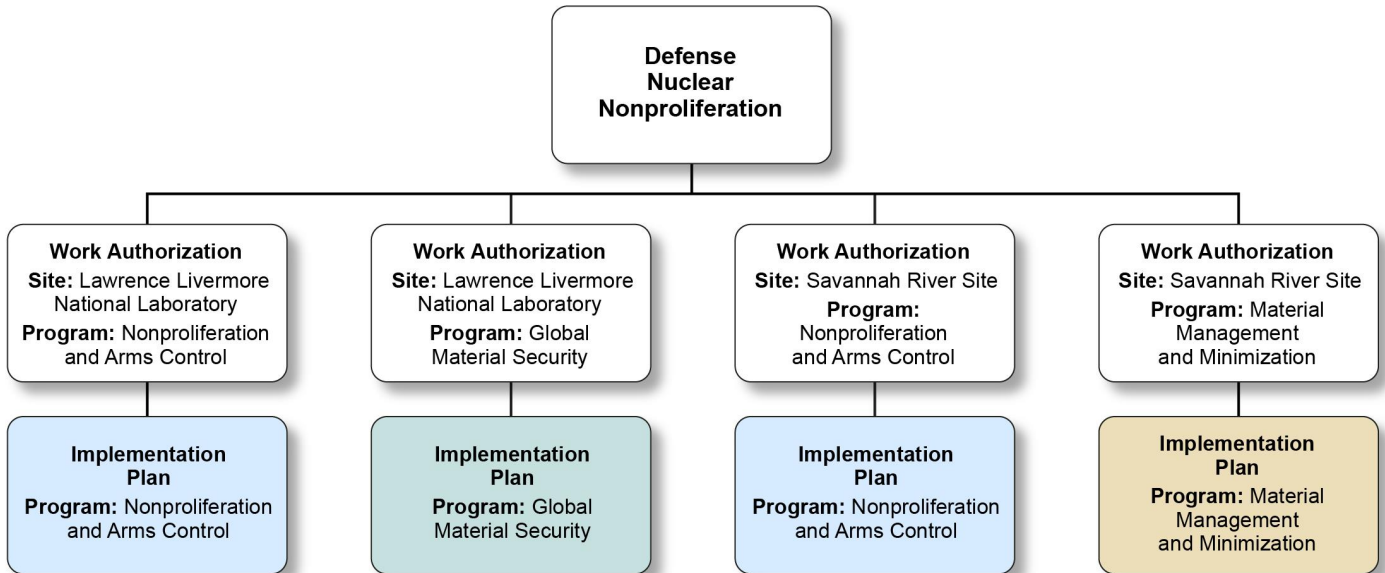 Defense
Nuclear
Nonproliferation
Work Authorization
Site: Lawrence Livermore
National Laboratory
Program: Nonproliferation
and Arms Control
Work Authorization
Site: Lawrence Livermore
National Laboratory
Program: Global
Material Security
Work Authorization
Site: Savannah River Site
Program:
Nonproliferation
and Arms Control
Work Authorization
Site: Savannah River Site
Program: Material
Management
and Minimization
Implementation
Plan
Program: Nonproliferation
and Arms Control
Implementation
Plan
Program: Global
Material Security
Implementation
Plan
Program: Nonproliferation
and Arms Control
Implementation
Plan
Program: Material
Management
and Minimization